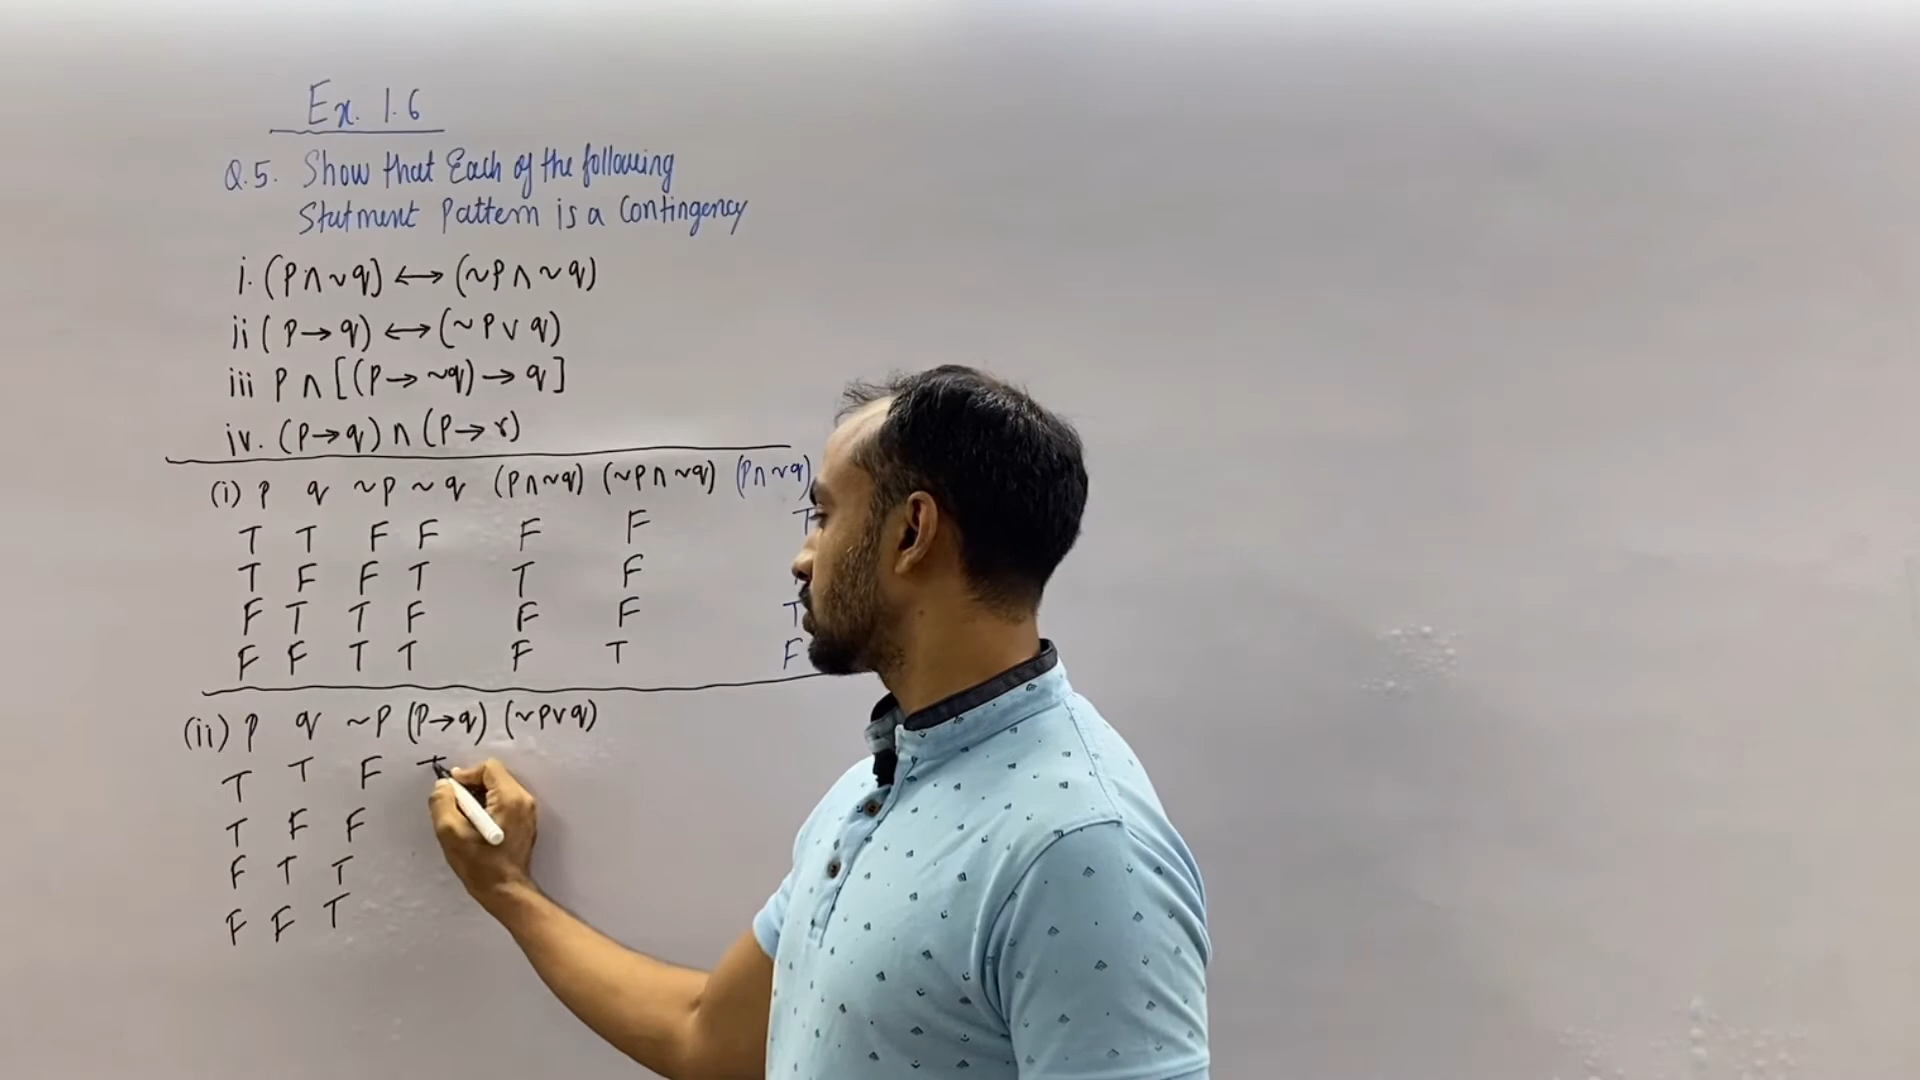 Ex. 1.6
Q.5. Show that Each of the following
Statment Pattern is a Contingency
i. (p ∧ ~q) ↔ (~p ∧ ~q)
ii (p → q) ↔ (~p ∨ q)
iii p ∧ [(p → ~q) → q]
iv. (p → q) ∧ (p → r)
(i) p q ~p ~q (p∧~q) (~p∧~q) (p∧~q)
T T F F F F T
T F F T T F
F T T F F F T
F F T T F T F
(ii) p q ~p (p→q) (~p∨q)
T T F T
T F F
F T T
F F T